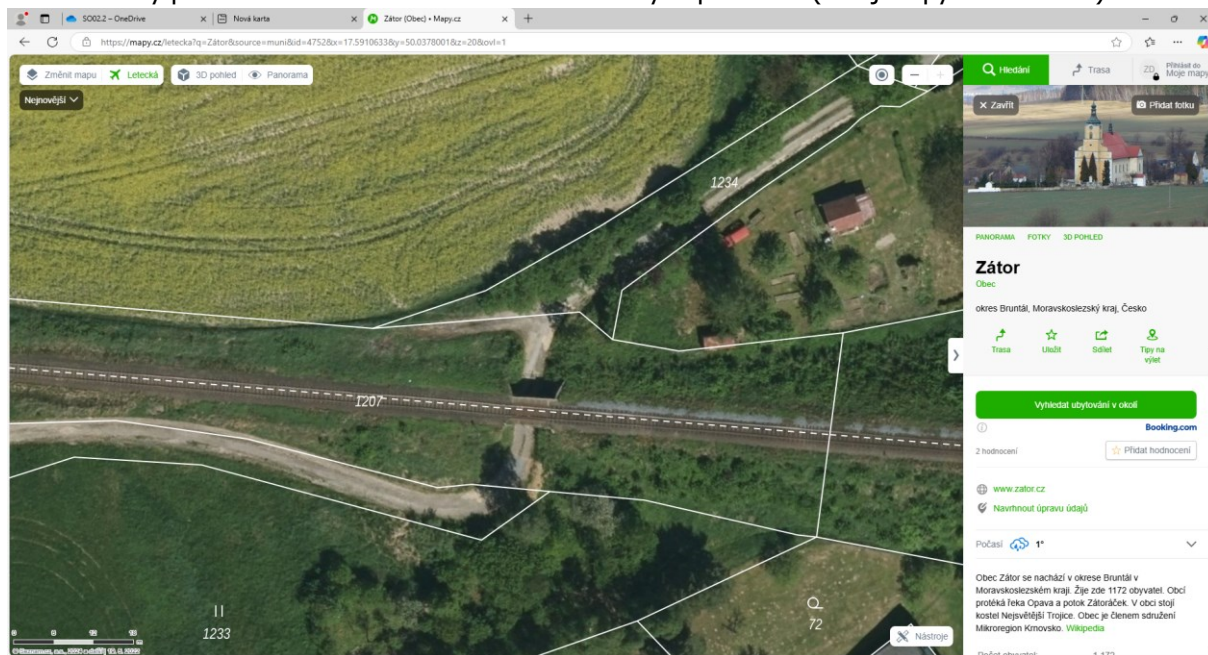 SO02.2 – OneDrive
Nová karta
Zátor (Obec) • Mapy.cz
https://mapy.cz/letecka?q=Zátor&source=muni&id=4752&x=17.5910633&y=50.0378001&z=20&ovl=1
Změnit mapu
Letecká
3D pohled
Panorama
Nejnovější
Hledání
Trasa
ZD
Přihlásit do
Moje mapy
Zavřít
Přidat fotku
1234
1207
1233
72
PANORAMA FOTKY 3D POHLED
Zátor
Obec
okres Bruntál, Moravskoslezský kraj, Česko
Trasa
Uložit
Sdílet
Tipy na
výlet
Vyhledat ubytování v okolí
Booking.com
2 hodnocení
Přidat hodnocení
www.zator.cz
Navrhnout úpravu údajů
Počasí 1°
Obec Zátor se nachází v okrese Bruntál v
Moravskoslezském kraji. Žije zde 1172 obyvatel. Obcí
protéká řeka Opava a potok Zátoráček. V obci stojí
kostel Nejsvětější Trojice. Obec je členem sdružení
Mikroregion Krnovsko. Wikipedia
Nástroje